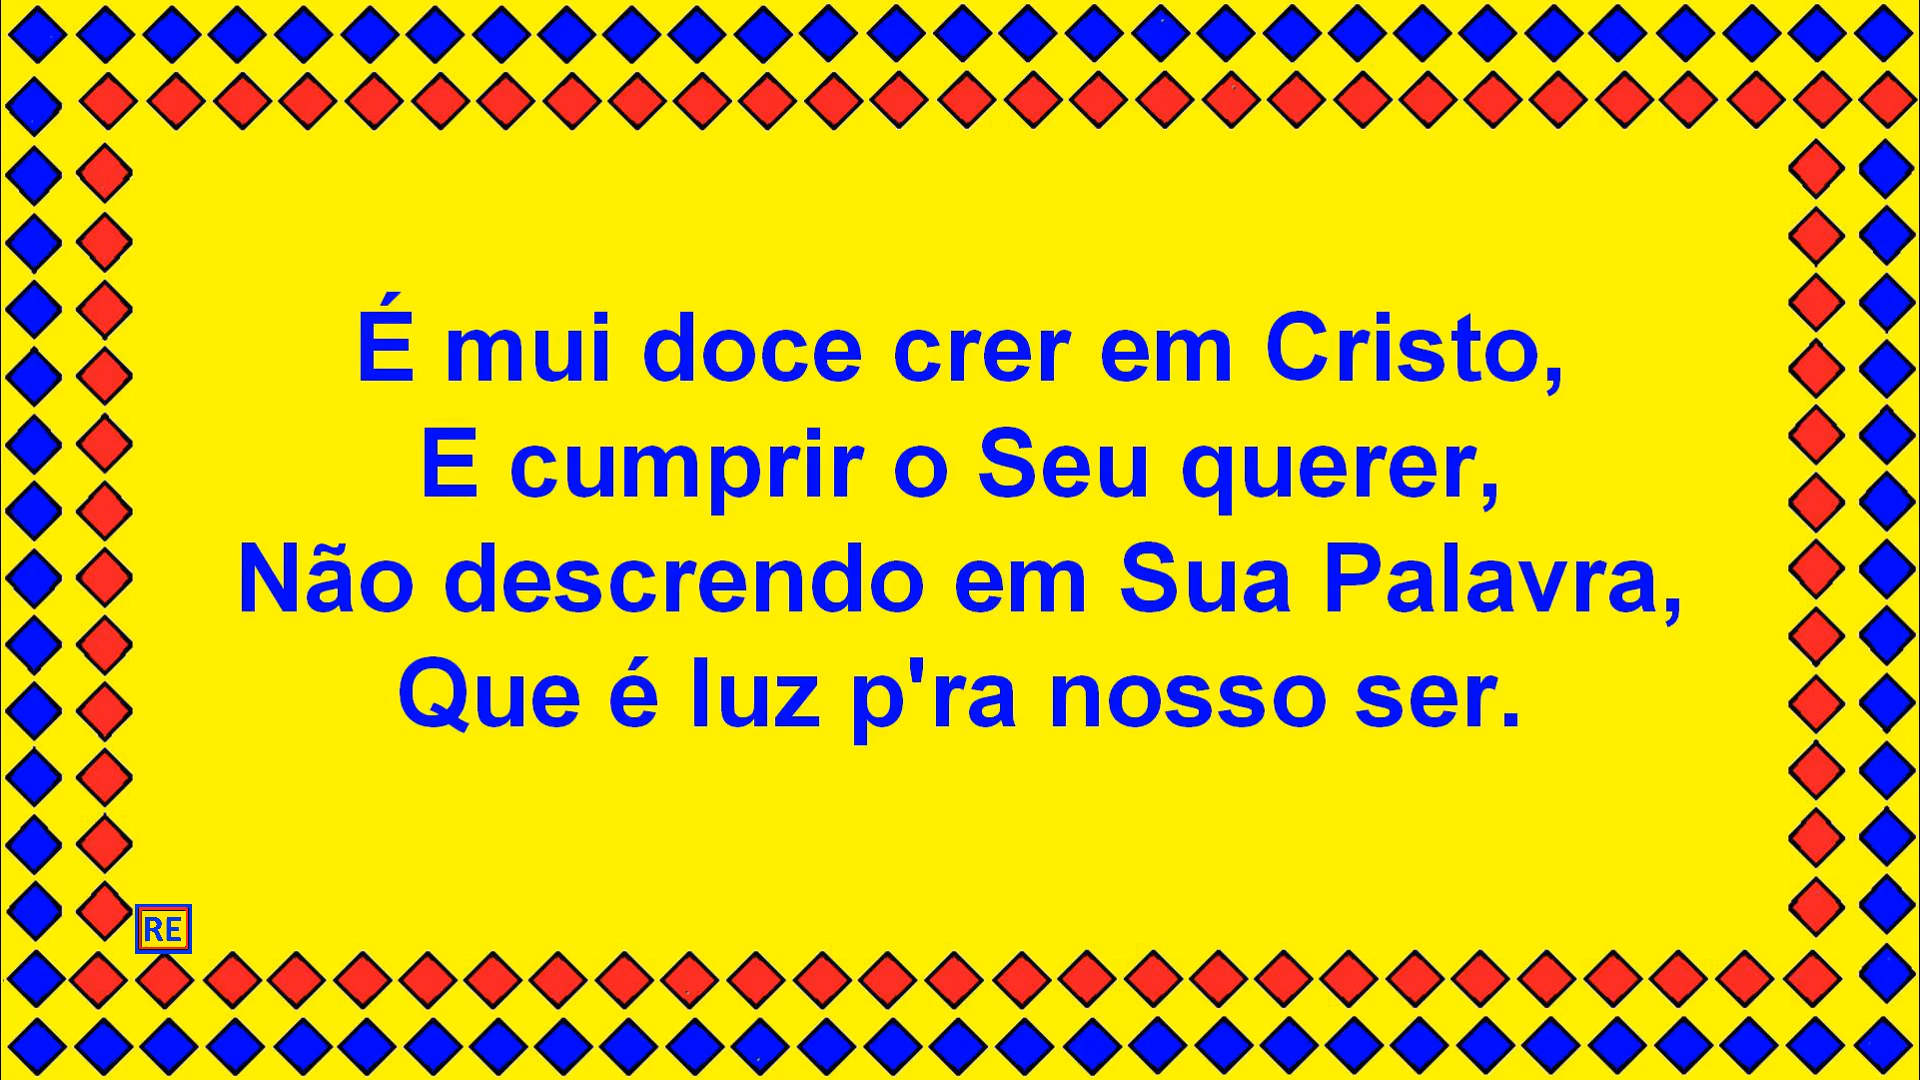 É mui doce crer em Cristo,
E cumprir o Seu querer,
Não descrendo em Sua Palavra,
Que é luz p'ra nosso ser.
RE